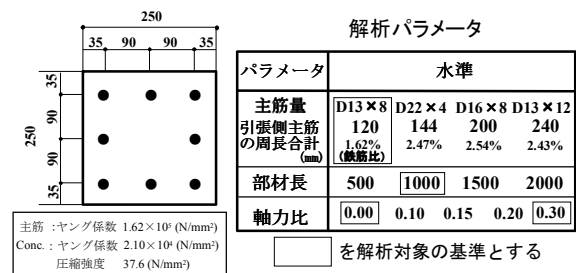 250
35 90 90 35
35
90
250
90
35
主筋 :ヤング係数 1.62×10⁵ (N/mm²)
Conc. :ヤング係数 2.10×10⁴ (N/mm²)
圧縮強度 37.6 (N/mm²)
解析パラメータ
パラメータ 水準
主筋量 D13×8 D22×4 D16×8 D13×12
引張側主筋の周長合計(mm) 120 144 200 240
1.62% 2.47% 2.54% 2.43%
(鉄筋比)
部材長 500 1000 1500 2000
軸力比 0.00 0.10 0.15 0.20 0.30
を解析対象の基準とする